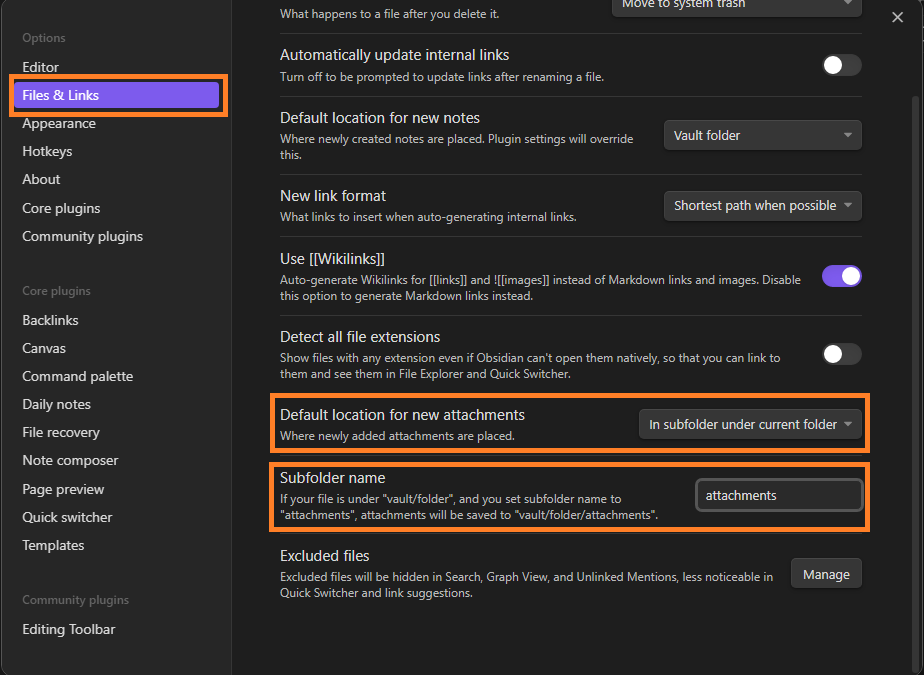 Options
Editor
Files & Links
Appearance
Hotkeys
About
Core plugins
Community plugins
Core plugins
Backlinks
Canvas
Command palette
Daily notes
File recovery
Note composer
Page preview
Quick switcher
Templates
Community plugins
Editing Toolbar
What happens to a file after you delete it.
Move to system trash
Automatically update internal links
Turn off to be prompted to update links after renaming a file.
Default location for new notes
Where newly created notes are placed. Plugin settings will override
this.
Vault folder
New link format
What links to insert when auto-generating internal links.
Shortest path when possible
Use [[Wikilinks]]
Auto-generate Wikilinks for [[links]] and ![[images]] instead of Markdown links and images. Disable
this option to generate Markdown links instead.
Detect all file extensions
Show files with any extension even if Obsidian can't open them natively, so that you can link to
them and see them in File Explorer and Quick Switcher.
Default location for new attachments
Where newly added attachments are placed.
In subfolder under current folder
Subfolder name
If your file is under "vault/folder", and you set subfolder name to
"attachments", attachments will be saved to "vault/folder/attachments".
attachments
Excluded files
Excluded files will be hidden in Search, Graph View, and Unlinked Mentions, less noticeable in
Quick Switcher and link suggestions.
Manage